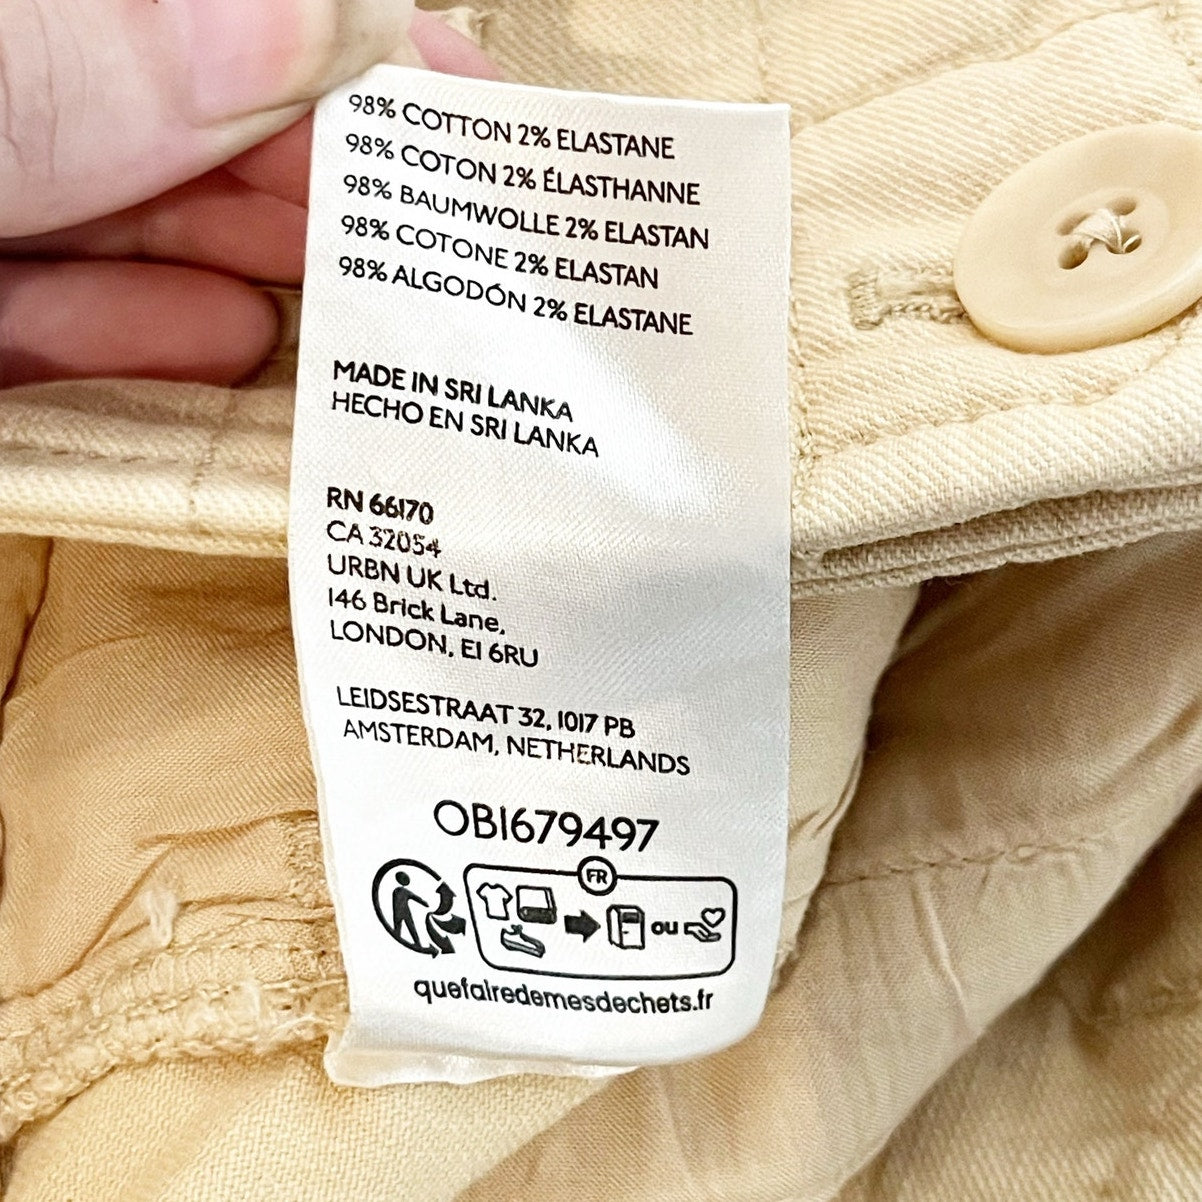 98% COTTON 2% ELASTANE
98% COTON 2% ÉLASTHANNE
98% BAUMWOLLE 2% ELASTAN
98% COTONE 2% ELASTAN
98% ALGODÓN 2% ELASTANE
MADE IN SRI LANKA
HECHO EN SRI LANKA
RN 66170
CA 32054
URBN UK Ltd.
146 Brick Lane,
LONDON, E1 6RU
LEIDSESTRAAT 32, 1017 PB
AMSTERDAM, NETHERLANDS
OB1679497
FR
ou
quefairedemesdechets.fr